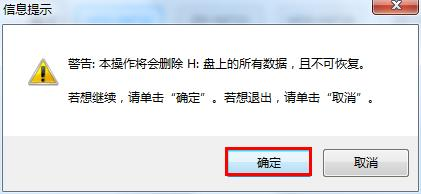 信息提示
警告: 本操作将会删除 H: 盘上的所有数据，且不可恢复。
若想继续，请单击“确定”。若想退出，请单击“取消”。
确定
取消